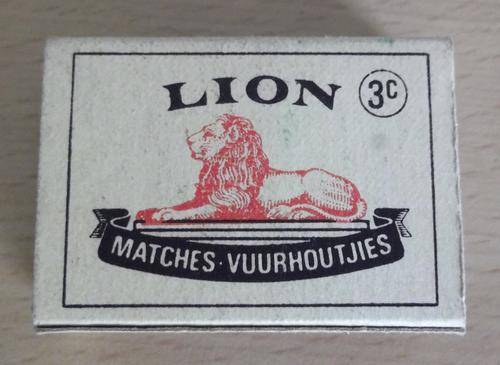 LION 3c
MATCHES · VUURHOUTJIES